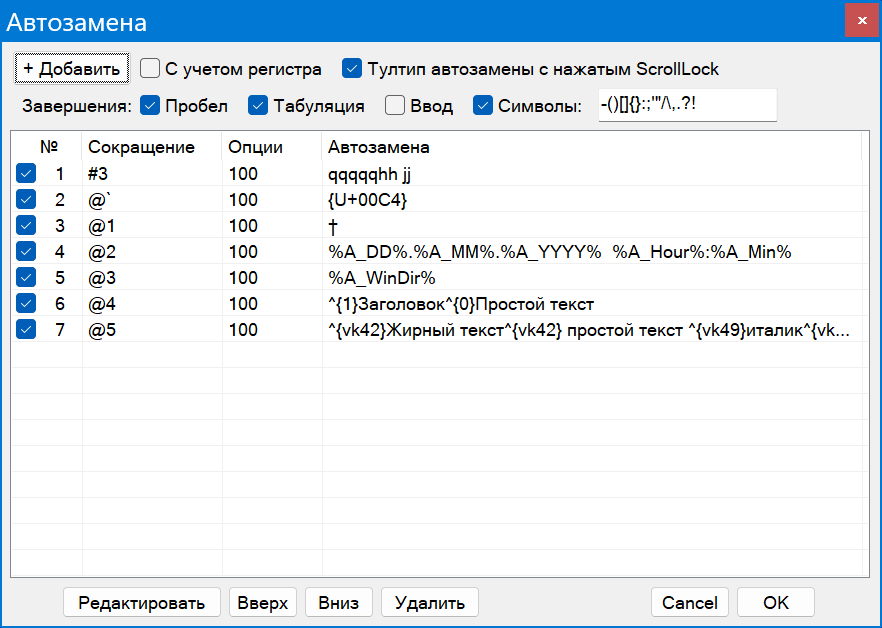 Автозамена
+ Добавить С учетом регистра Тултип автозамены с нажатым ScrollLock
Завершения: Пробел Табуляция Ввод Символы: -()[]{}:;'"/\,.?!
№ Сокращение Опции Автозамена
1 #3 100 qqqqqhh jj
2 @` 100 {U+00C4}
3 @1 100 †
4 @2 100 %A_DD%.%A_MM%.%A_YYYY%  %A_Hour%:%A_Min%
5 @3 100 %A_WinDir%
6 @4 100 ^{1}Заголовок^{0}Простой текст
7 @5 100 ^{vk42}Жирный текст^{vk42} простой текст ^{vk49}италик^{vk...
Редактировать Вверх Вниз Удалить Cancel OK